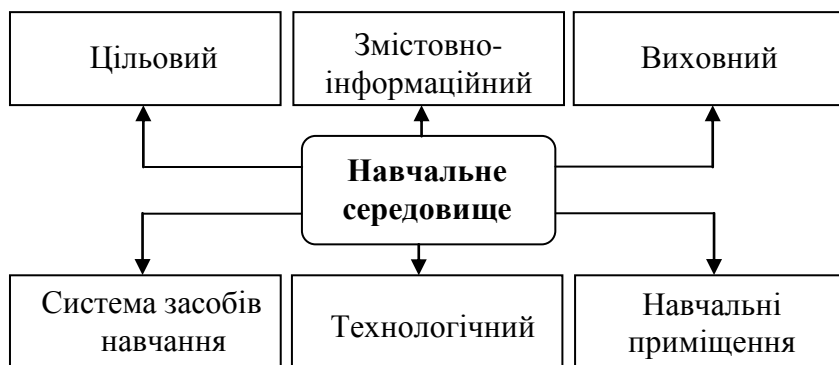 Цільовий
Змістовно-
інформаційний
Виховний
Навчальне
середовище
Система засобів
навчання
Технологічний
Навчальні
приміщення